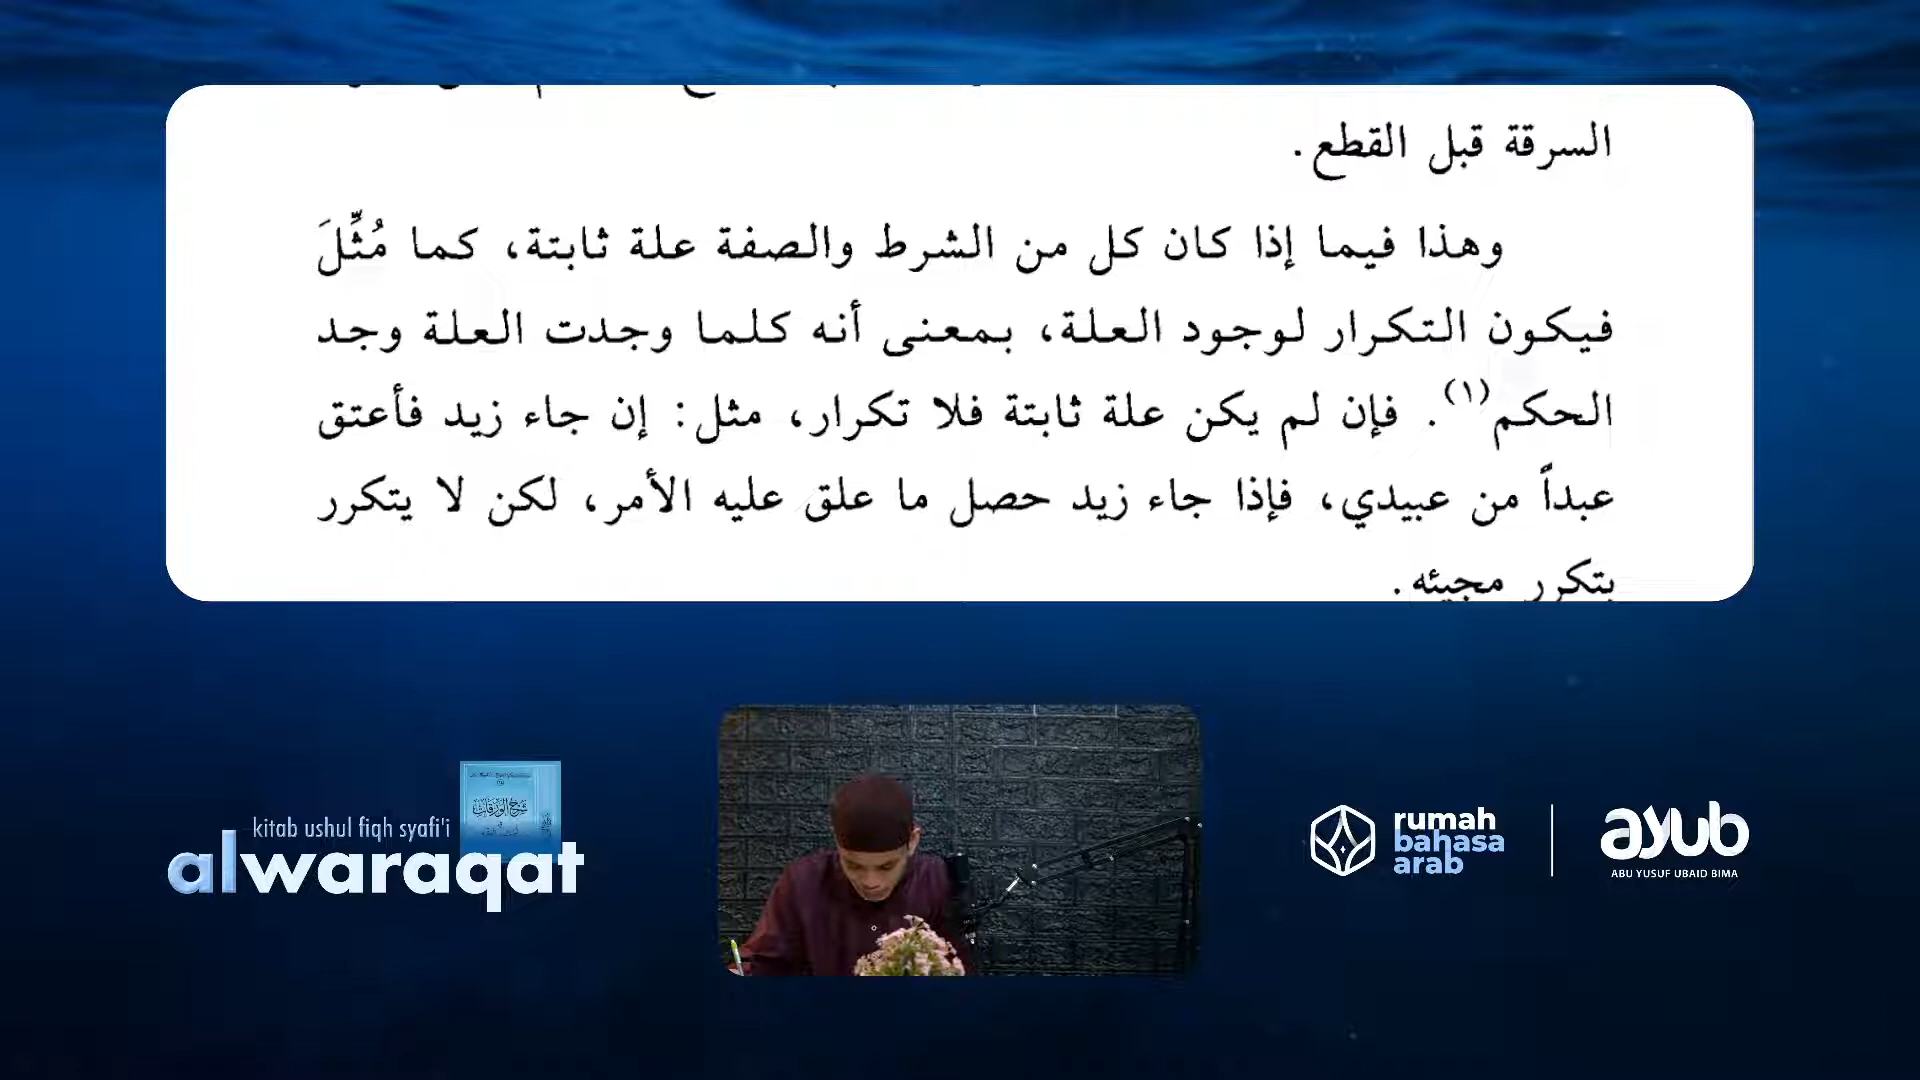 السرقة قبل القطع.
وهذا فيما إذا كان كل من الشرط والصفة علة ثابتة، كما مُثِّلَ
فيكون التكرار لوجود العلة، بمعنى أنه كلما وجدت العلة وجد
الحكم(١). فإن لم يكن علة ثابتة فلا تكرار، مثل: إن جاء زيد فأعتق
عبداً من عبيدي، فإذا جاء زيد حصل ما علق عليه الأمر، لكن لا يتكرر
بتكرر مجيئه.
kitab ushul fiqh syafi'i
alwaraqat
شرح الورقات
rumah
bahasa
arab
ayub
ABU YUSUF UBAID BIMA